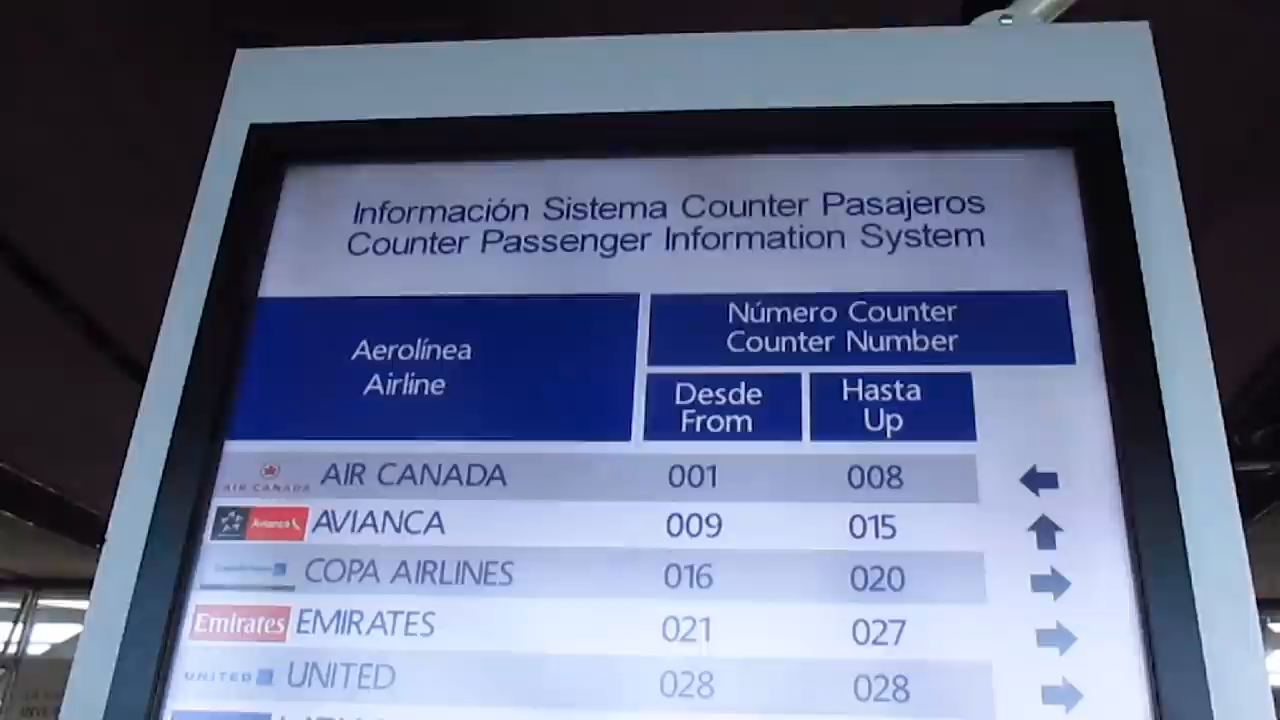 Información Sistema Counter Pasajeros
Counter Passenger Information System
Aerolínea
Airline
Número Counter
Counter Number
Desde
From
Hasta
Up
AIR CANADA AIR CANADA 001 008
Avianca AVIANCA 009 015
COPA AIRLINES 016 020
Emirates EMIRATES 021 027
UNITED UNITED 028 028